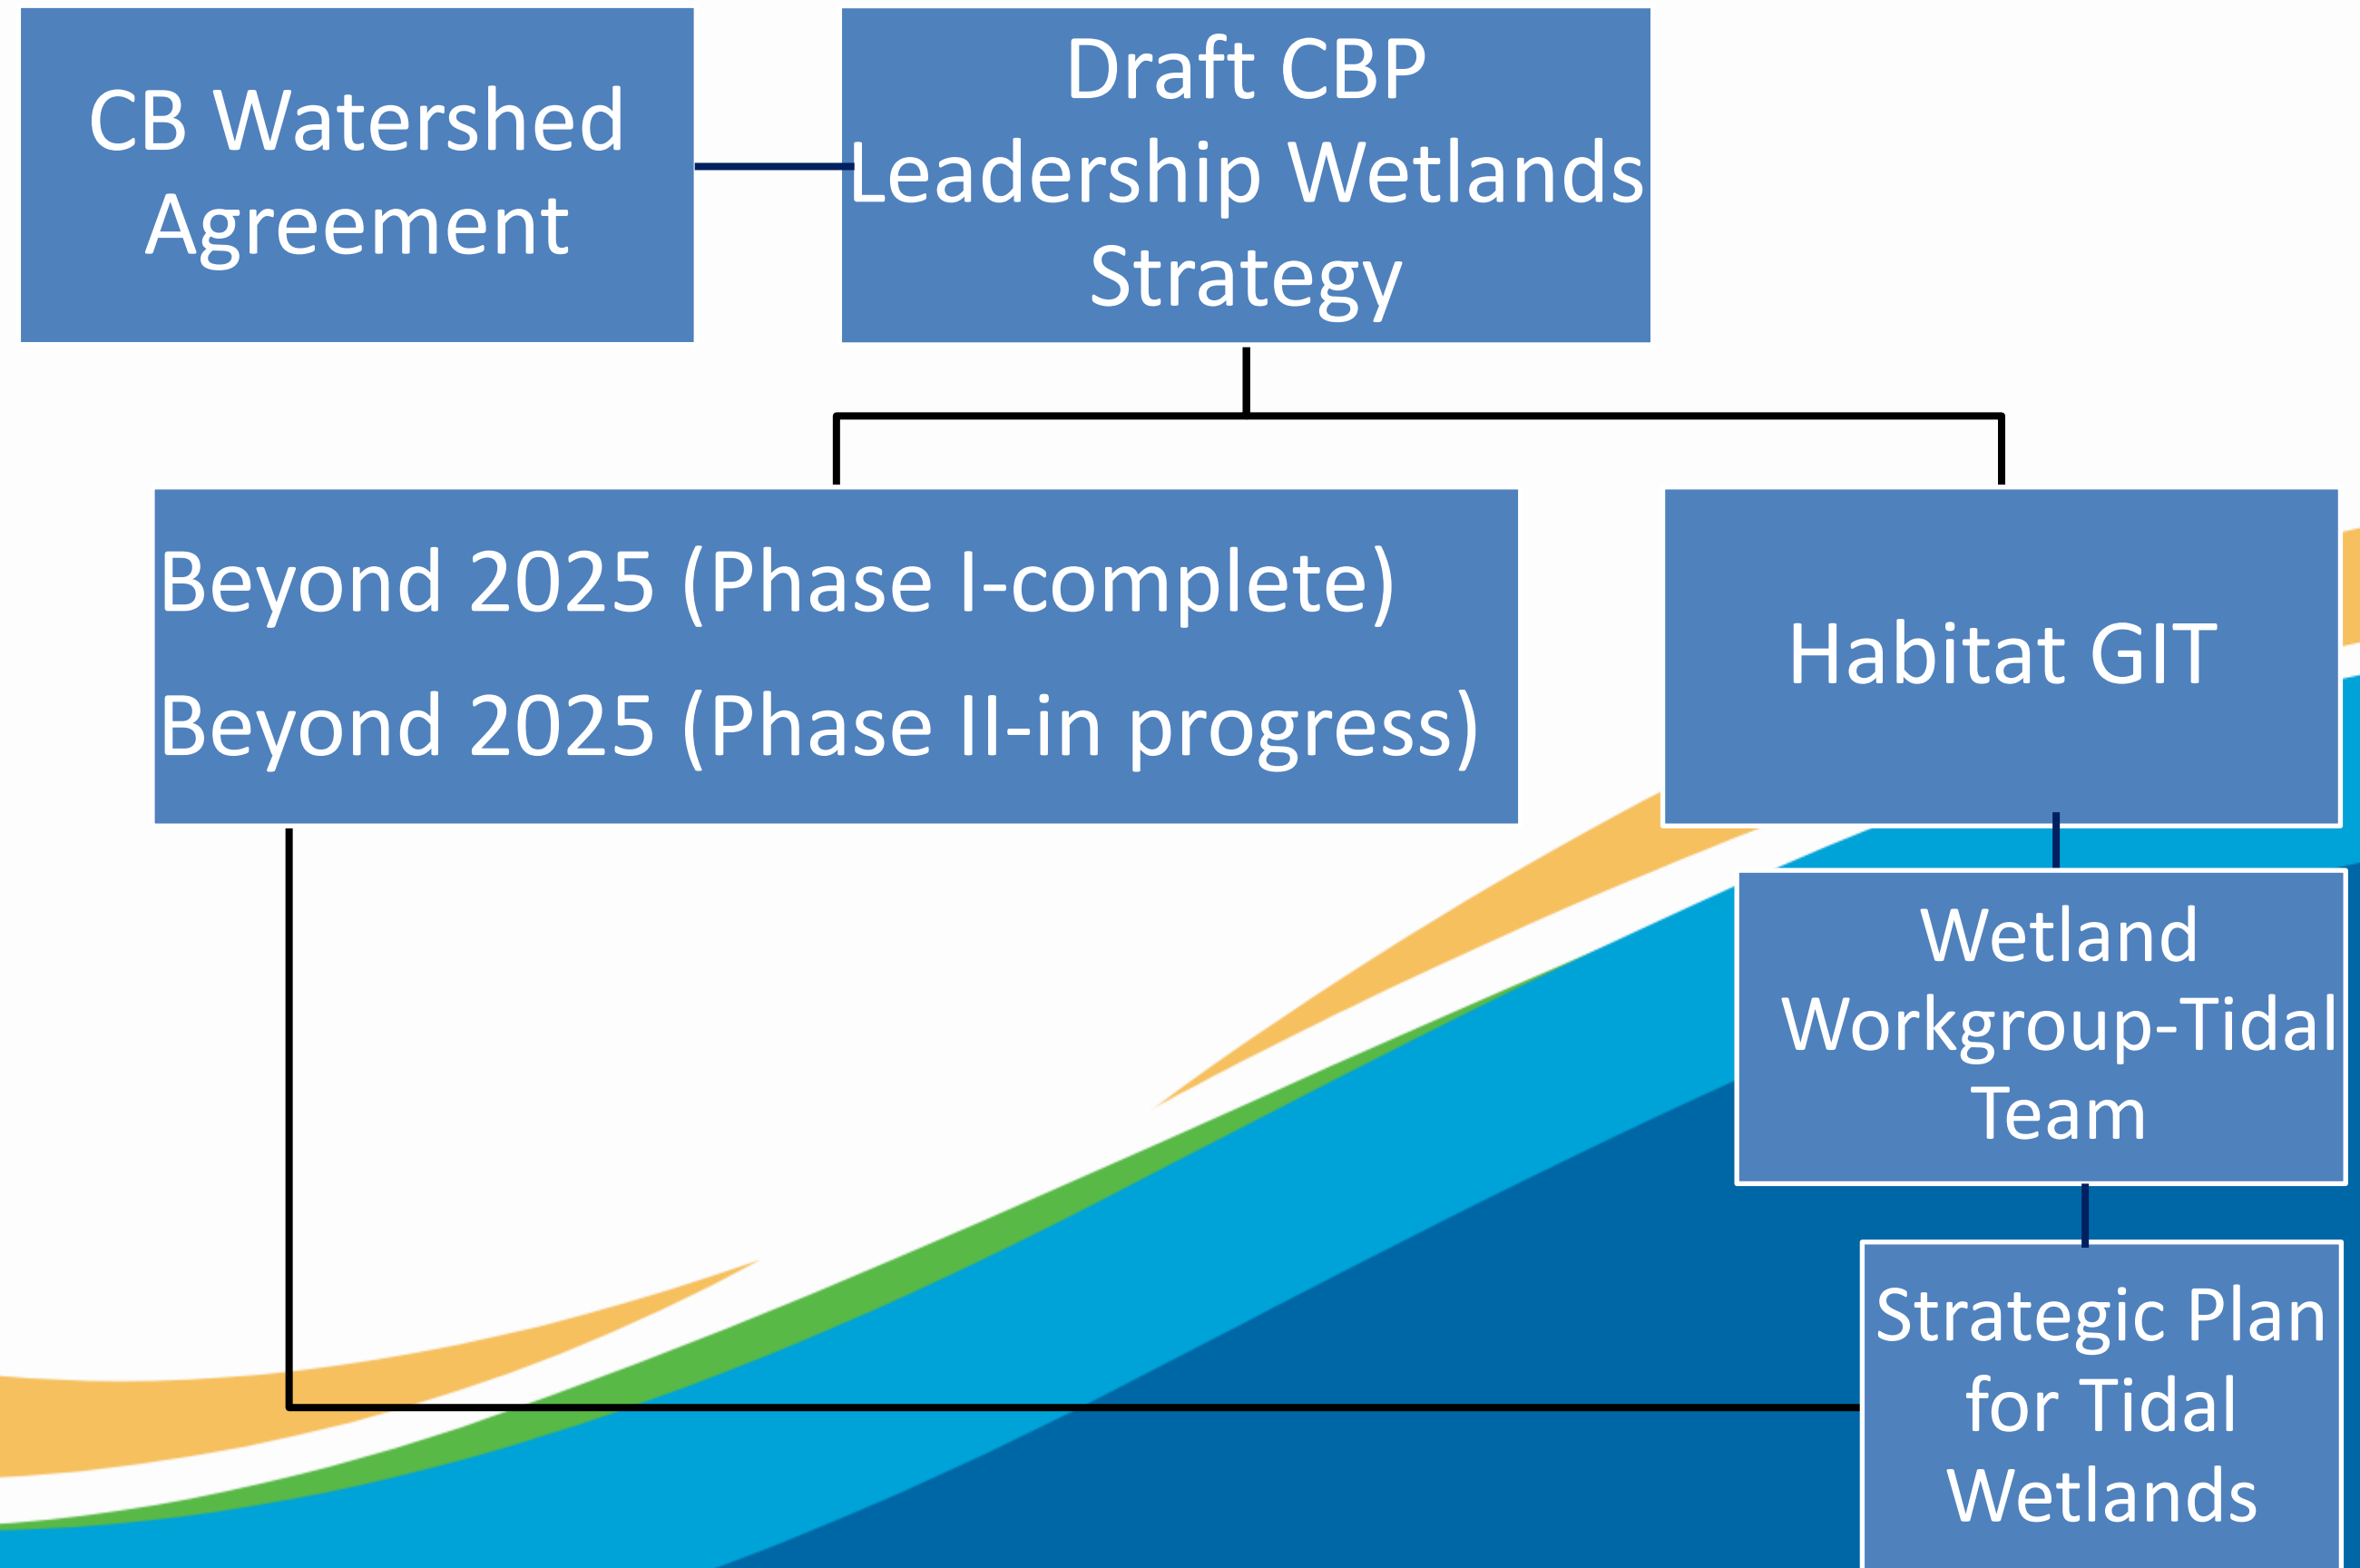 CB Watershed
Agreement
Draft CBP
Leadership Wetlands
Strategy
Beyond 2025 (Phase I-complete)
Beyond 2025 (Phase II-in progress)
Habitat GIT
Wetland
Workgroup-Tidal
Team
Strategic Plan
for Tidal
Wetlands